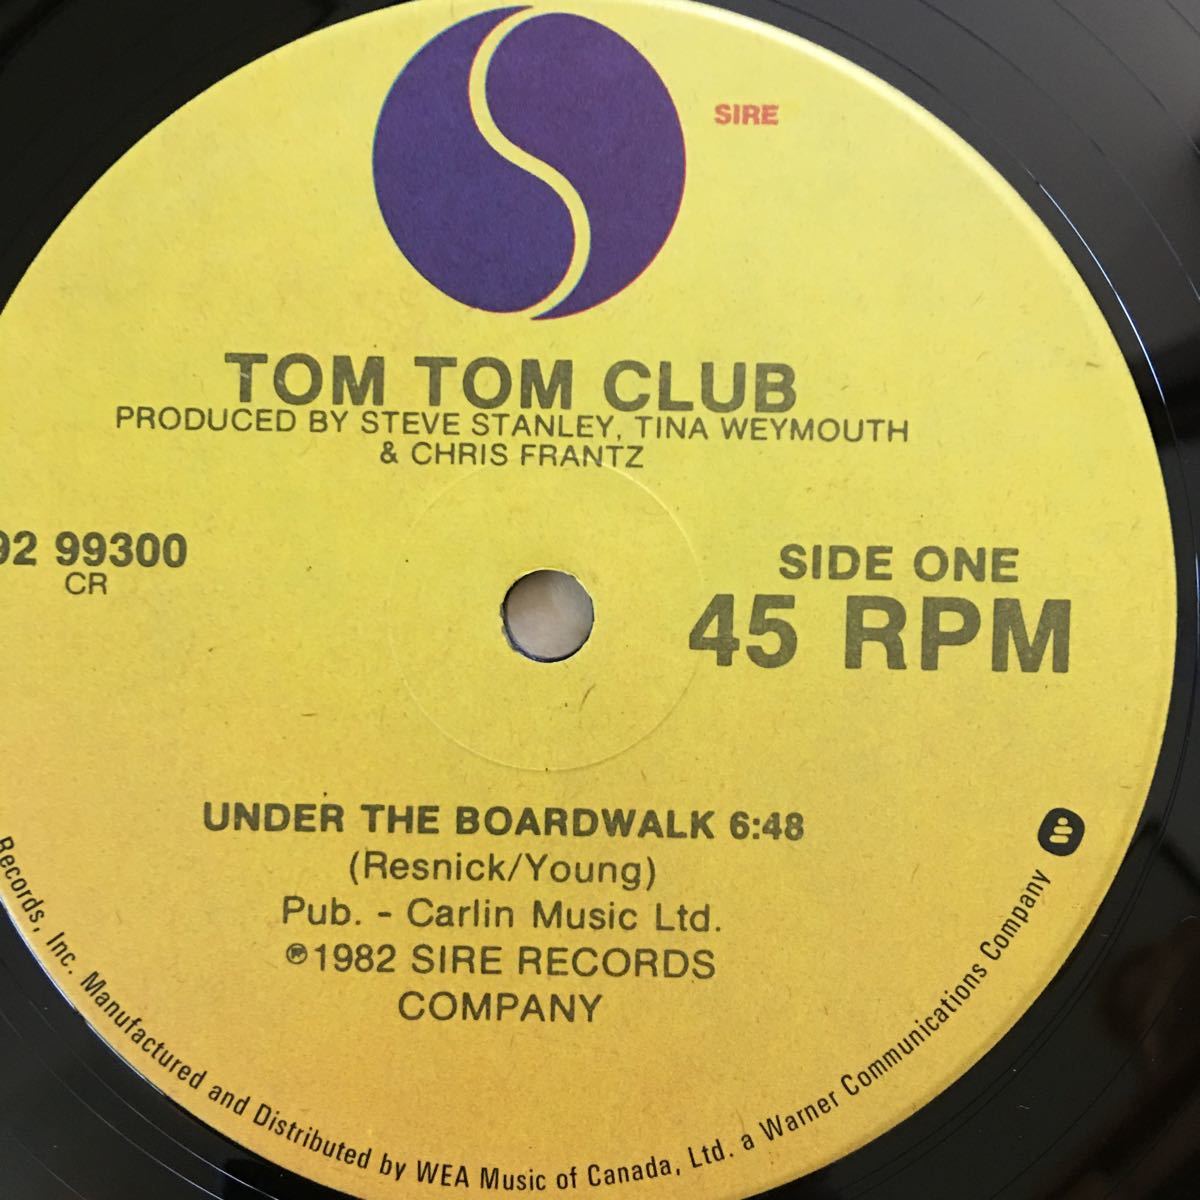 SIRE
TOM TOM CLUB
PRODUCED BY STEVE STANLEY, TINA WEYMOUTH
& CHRIS FRANTZ
92 99300
CR
SIDE ONE
45 RPM
UNDER THE BOARDWALK 6:48
(Resnick/Young)
Pub. - Carlin Music Ltd.
℗1982 SIRE RECORDS
COMPANY
Records, Inc. Manufactured and Distributed by WEA Music of Canada, Ltd. a Warner Communications Company